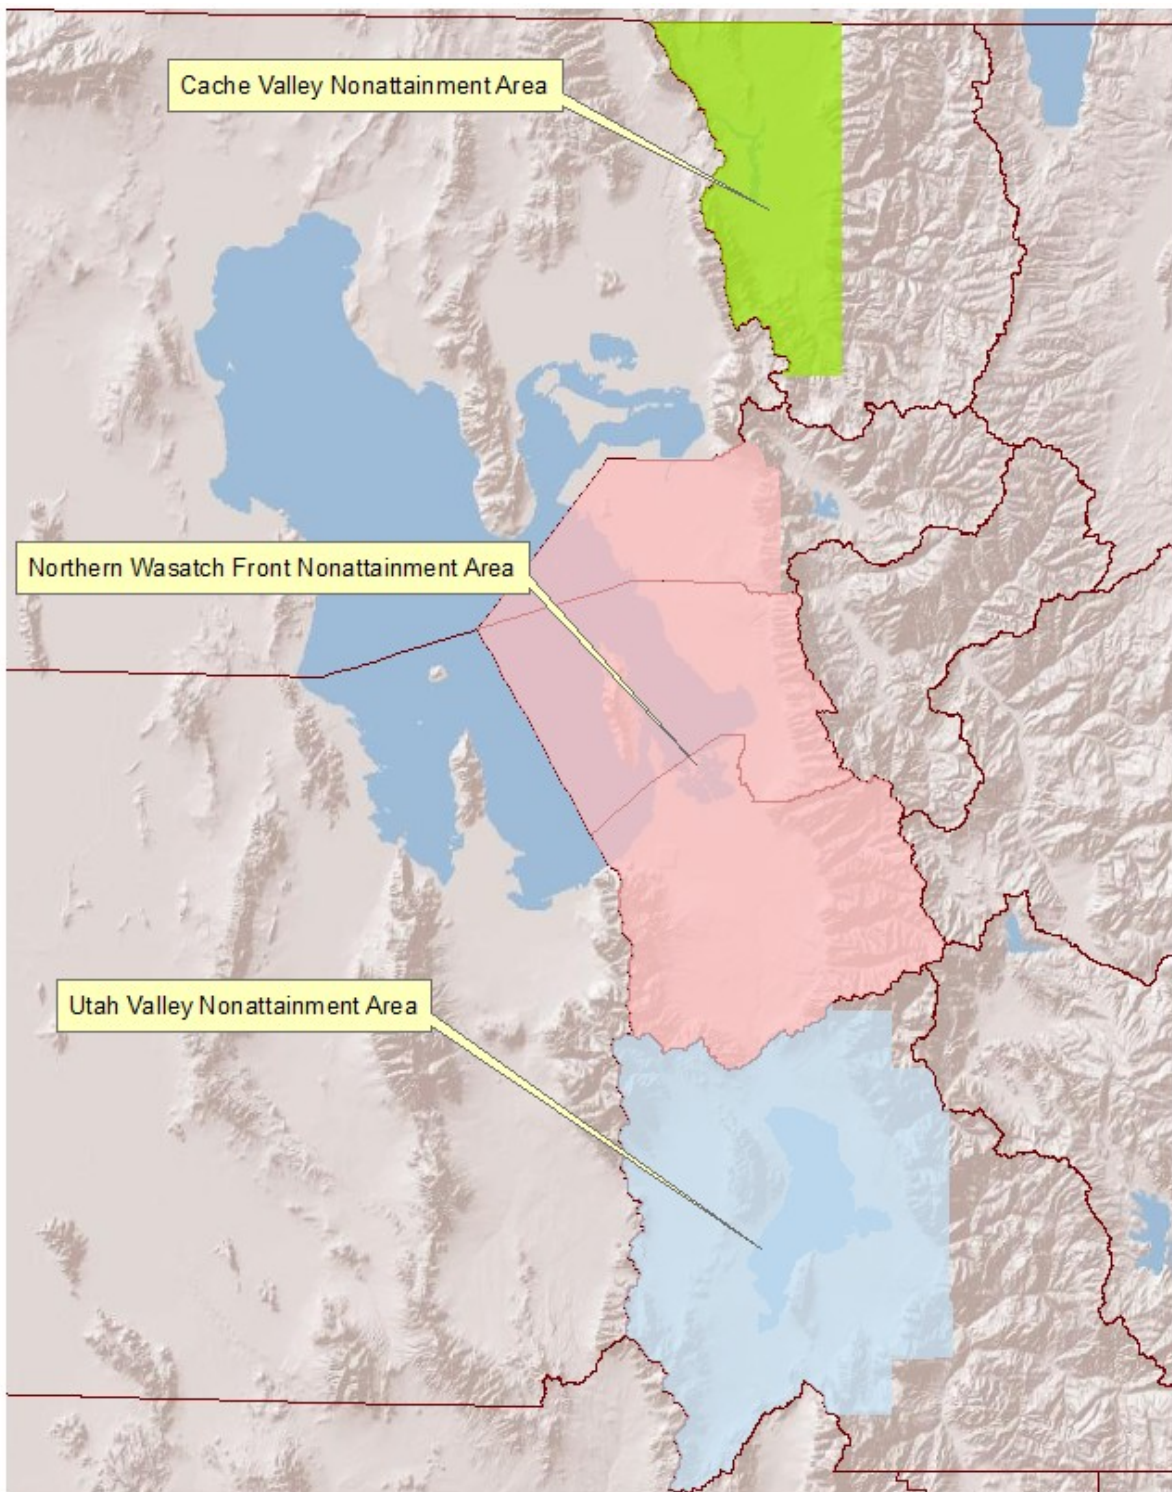 Cache Valley Nonattainment Area
Northern Wasatch Front Nonattainment Area
Utah Valley Nonattainment Area